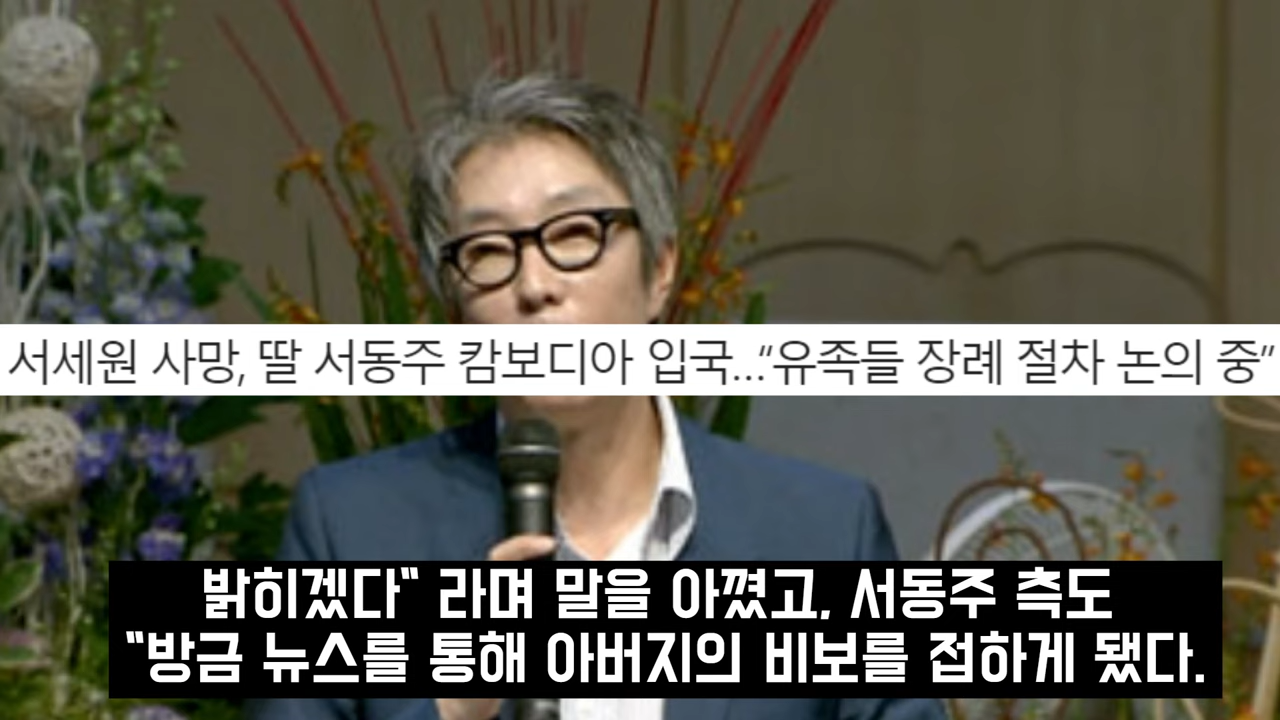 서세원 사망, 딸 서동주 캄보디아 입국...“유족들 장례 절차 논의 중”
밝히겠다" 라며 말을 아꼈고, 서동주 측도
"방금 뉴스를 통해 아버지의 비보를 접하게 됐다.